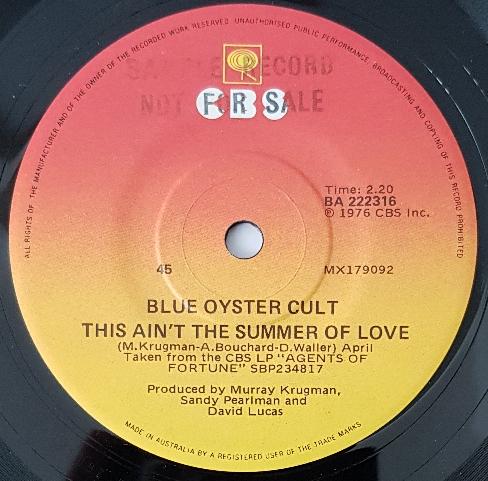 ALL RIGHTS OF THE MANUFACTURER AND OF THE OWNER OF THE RECORDED WORK RESERVED. UNAUTHORISED PUBLIC PERFORMANCE, BROADCASTING AND COPYING OF THIS RECORD PROHIBITED
SAMPLE RECORD
NOT FOR SALE
CBS
Time: 2.20
BA 222316
℗ 1976 CBS Inc.
45
MX179092
BLUE OYSTER CULT
THIS AIN'T THE SUMMER OF LOVE
(M.Krugman-A.Bouchard-D.Waller) April
Taken from the CBS LP "AGENTS OF
FORTUNE" SBP234817
Produced by Murray Krugman,
Sandy Pearlman and
David Lucas
MADE IN AUSTRALIA BY A REGISTERED USER OF THE TRADE MARKS